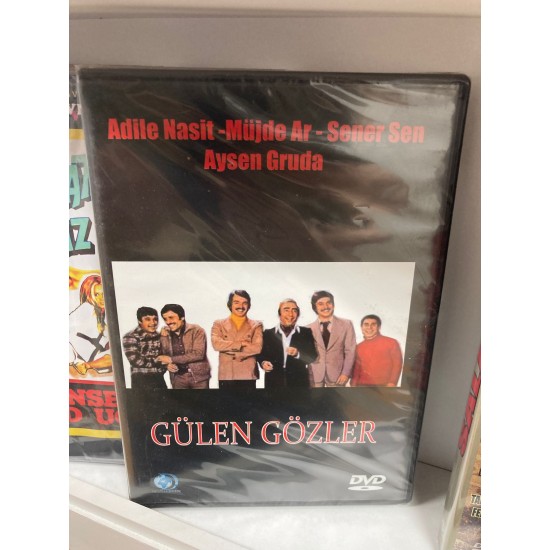 Adile Nasit -Müjde Ar - Sener Sen
Aysen Gruda
GÜLEN GÖZLER
DVD